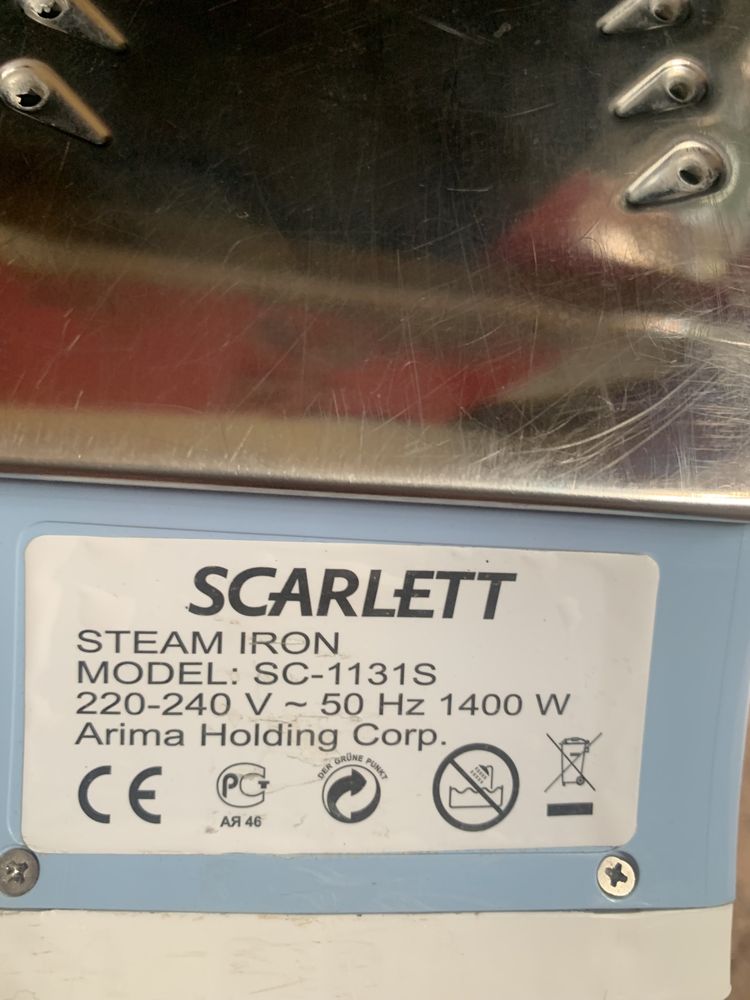 SCARLETT
STEAM IRON
MODEL: SC-1131S
220-240 V ~ 50 Hz 1400 W
Arima Holding Corp.
CE
РСТ
АЯ 46
DER GRÜNE PUNKT